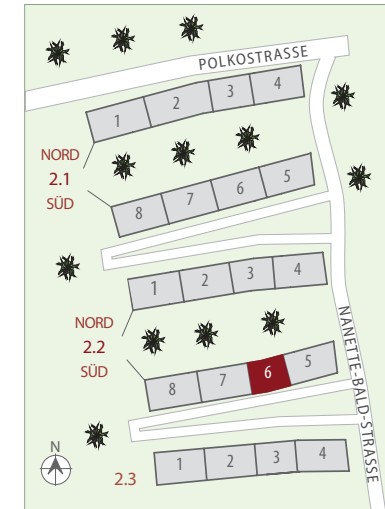 POLKOSTRASSE
1 2 3 4
NORD
2.1
SÜD
8 7 6 5
1 2 3 4
NORD
2.2
SÜD
8 7 6 5
NANETTE-BALD-STRASSE
N
2.3
1 2 3 4